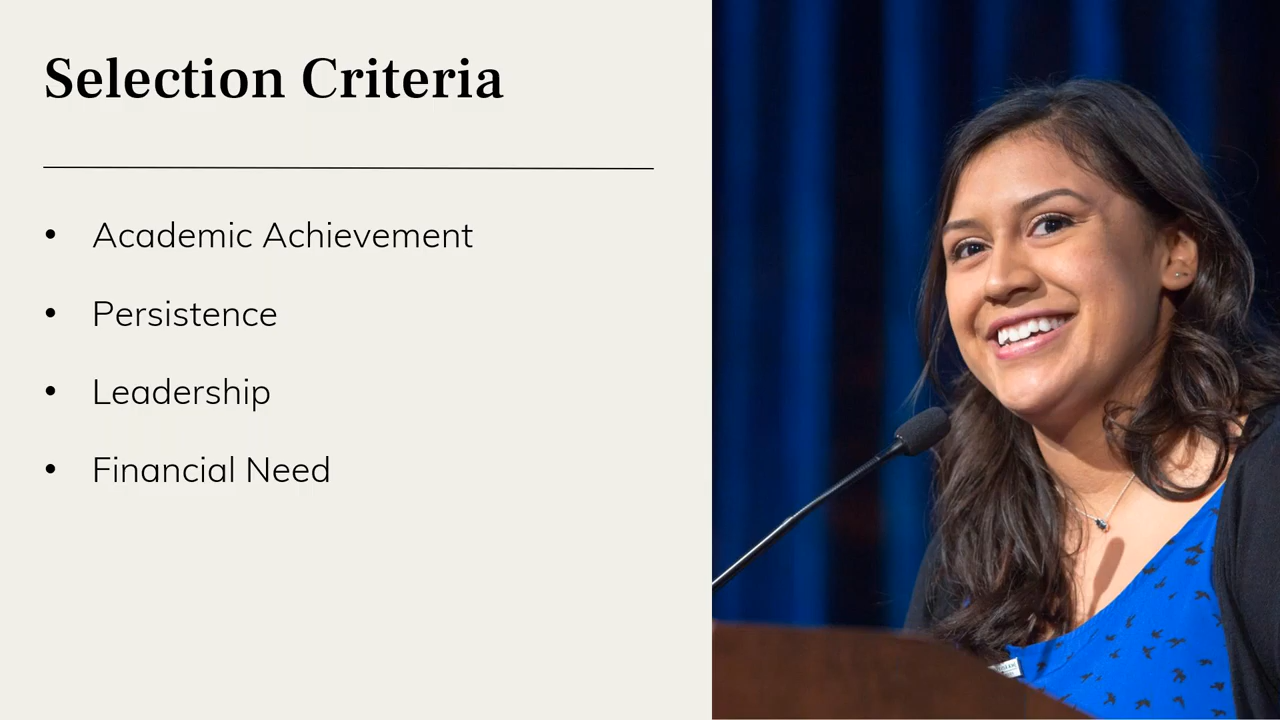 Selection Criteria
• Academic Achievement
• Persistence
• Leadership
• Financial Need